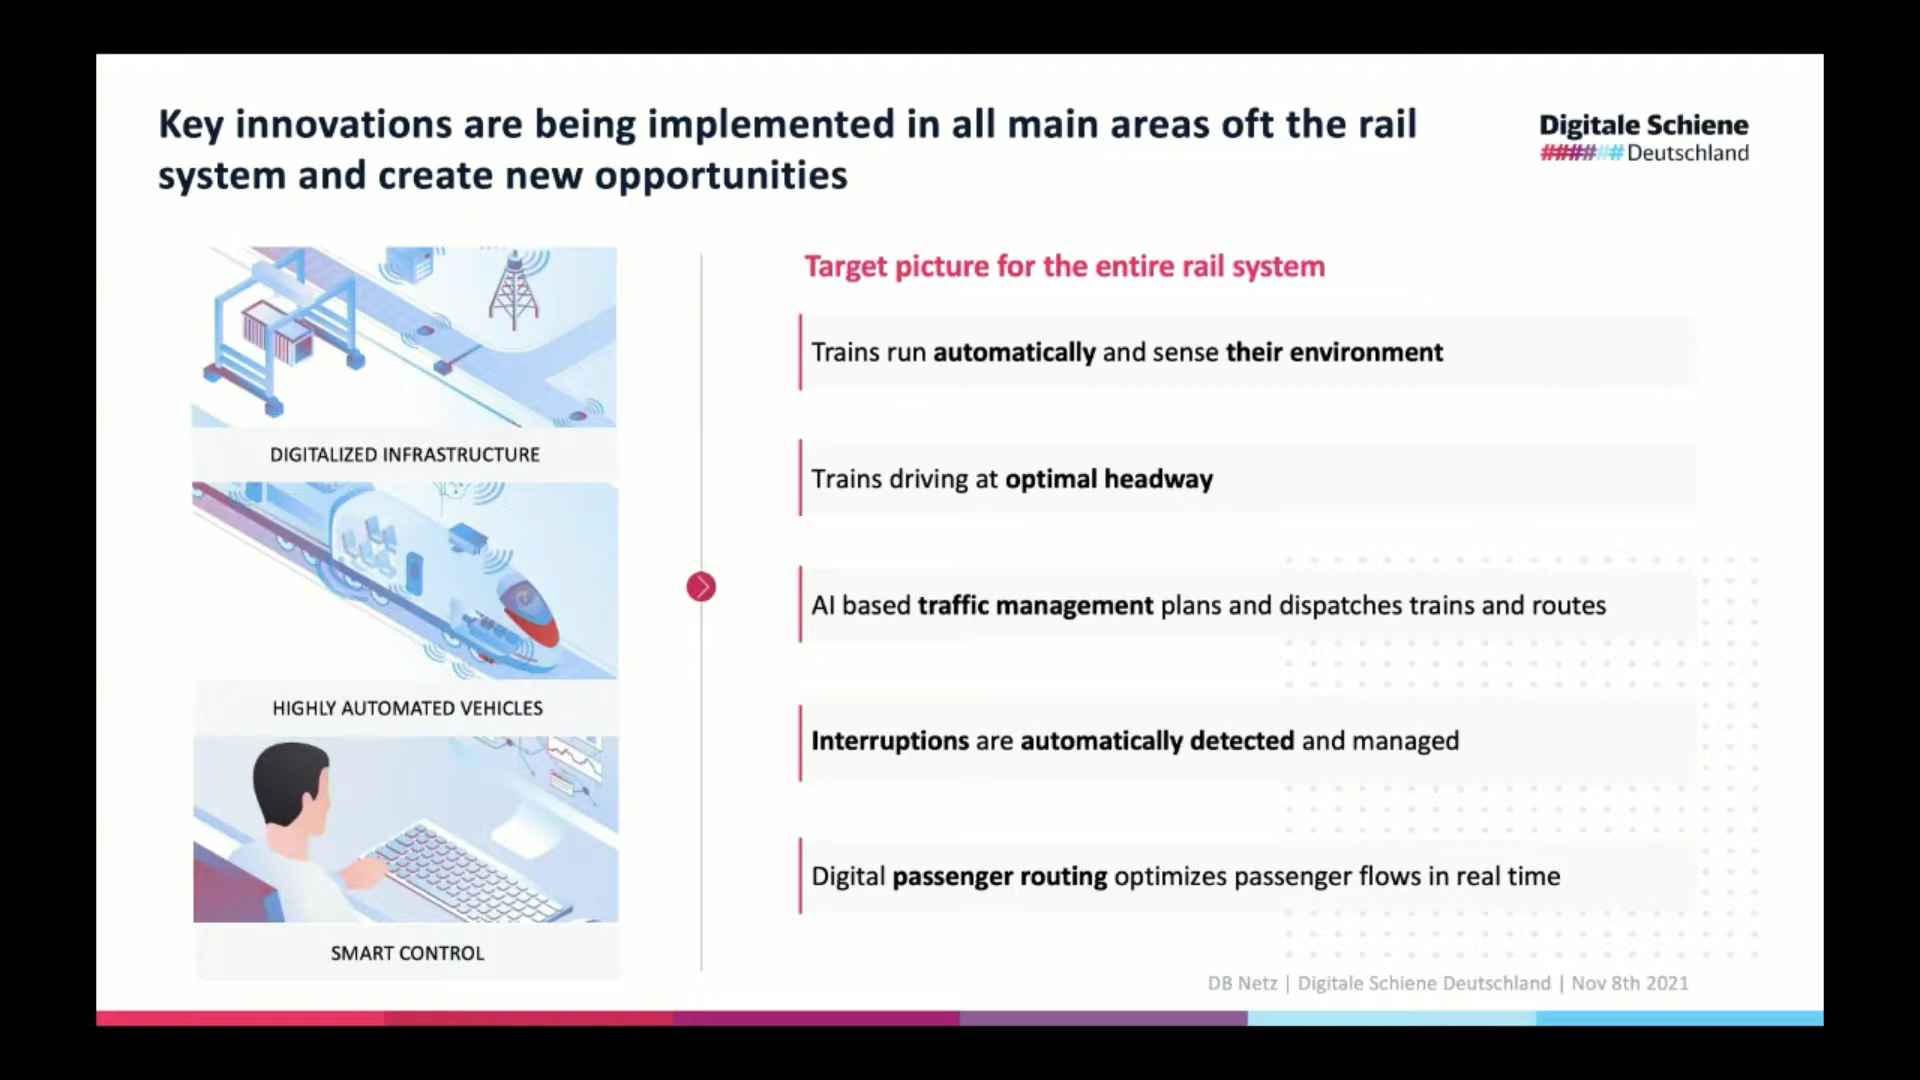 Key innovations are being implemented in all main areas oft the rail
system and create new opportunities
Digitale Schiene
###### Deutschland
DIGITALIZED INFRASTRUCTURE
HIGHLY AUTOMATED VEHICLES
SMART CONTROL
Target picture for the entire rail system
Trains run automatically and sense their environment
Trains driving at optimal headway
AI based traffic management plans and dispatches trains and routes
Interruptions are automatically detected and managed
Digital passenger routing optimizes passenger flows in real time
DB Netz | Digitale Schiene Deutschland | Nov 8th 2021